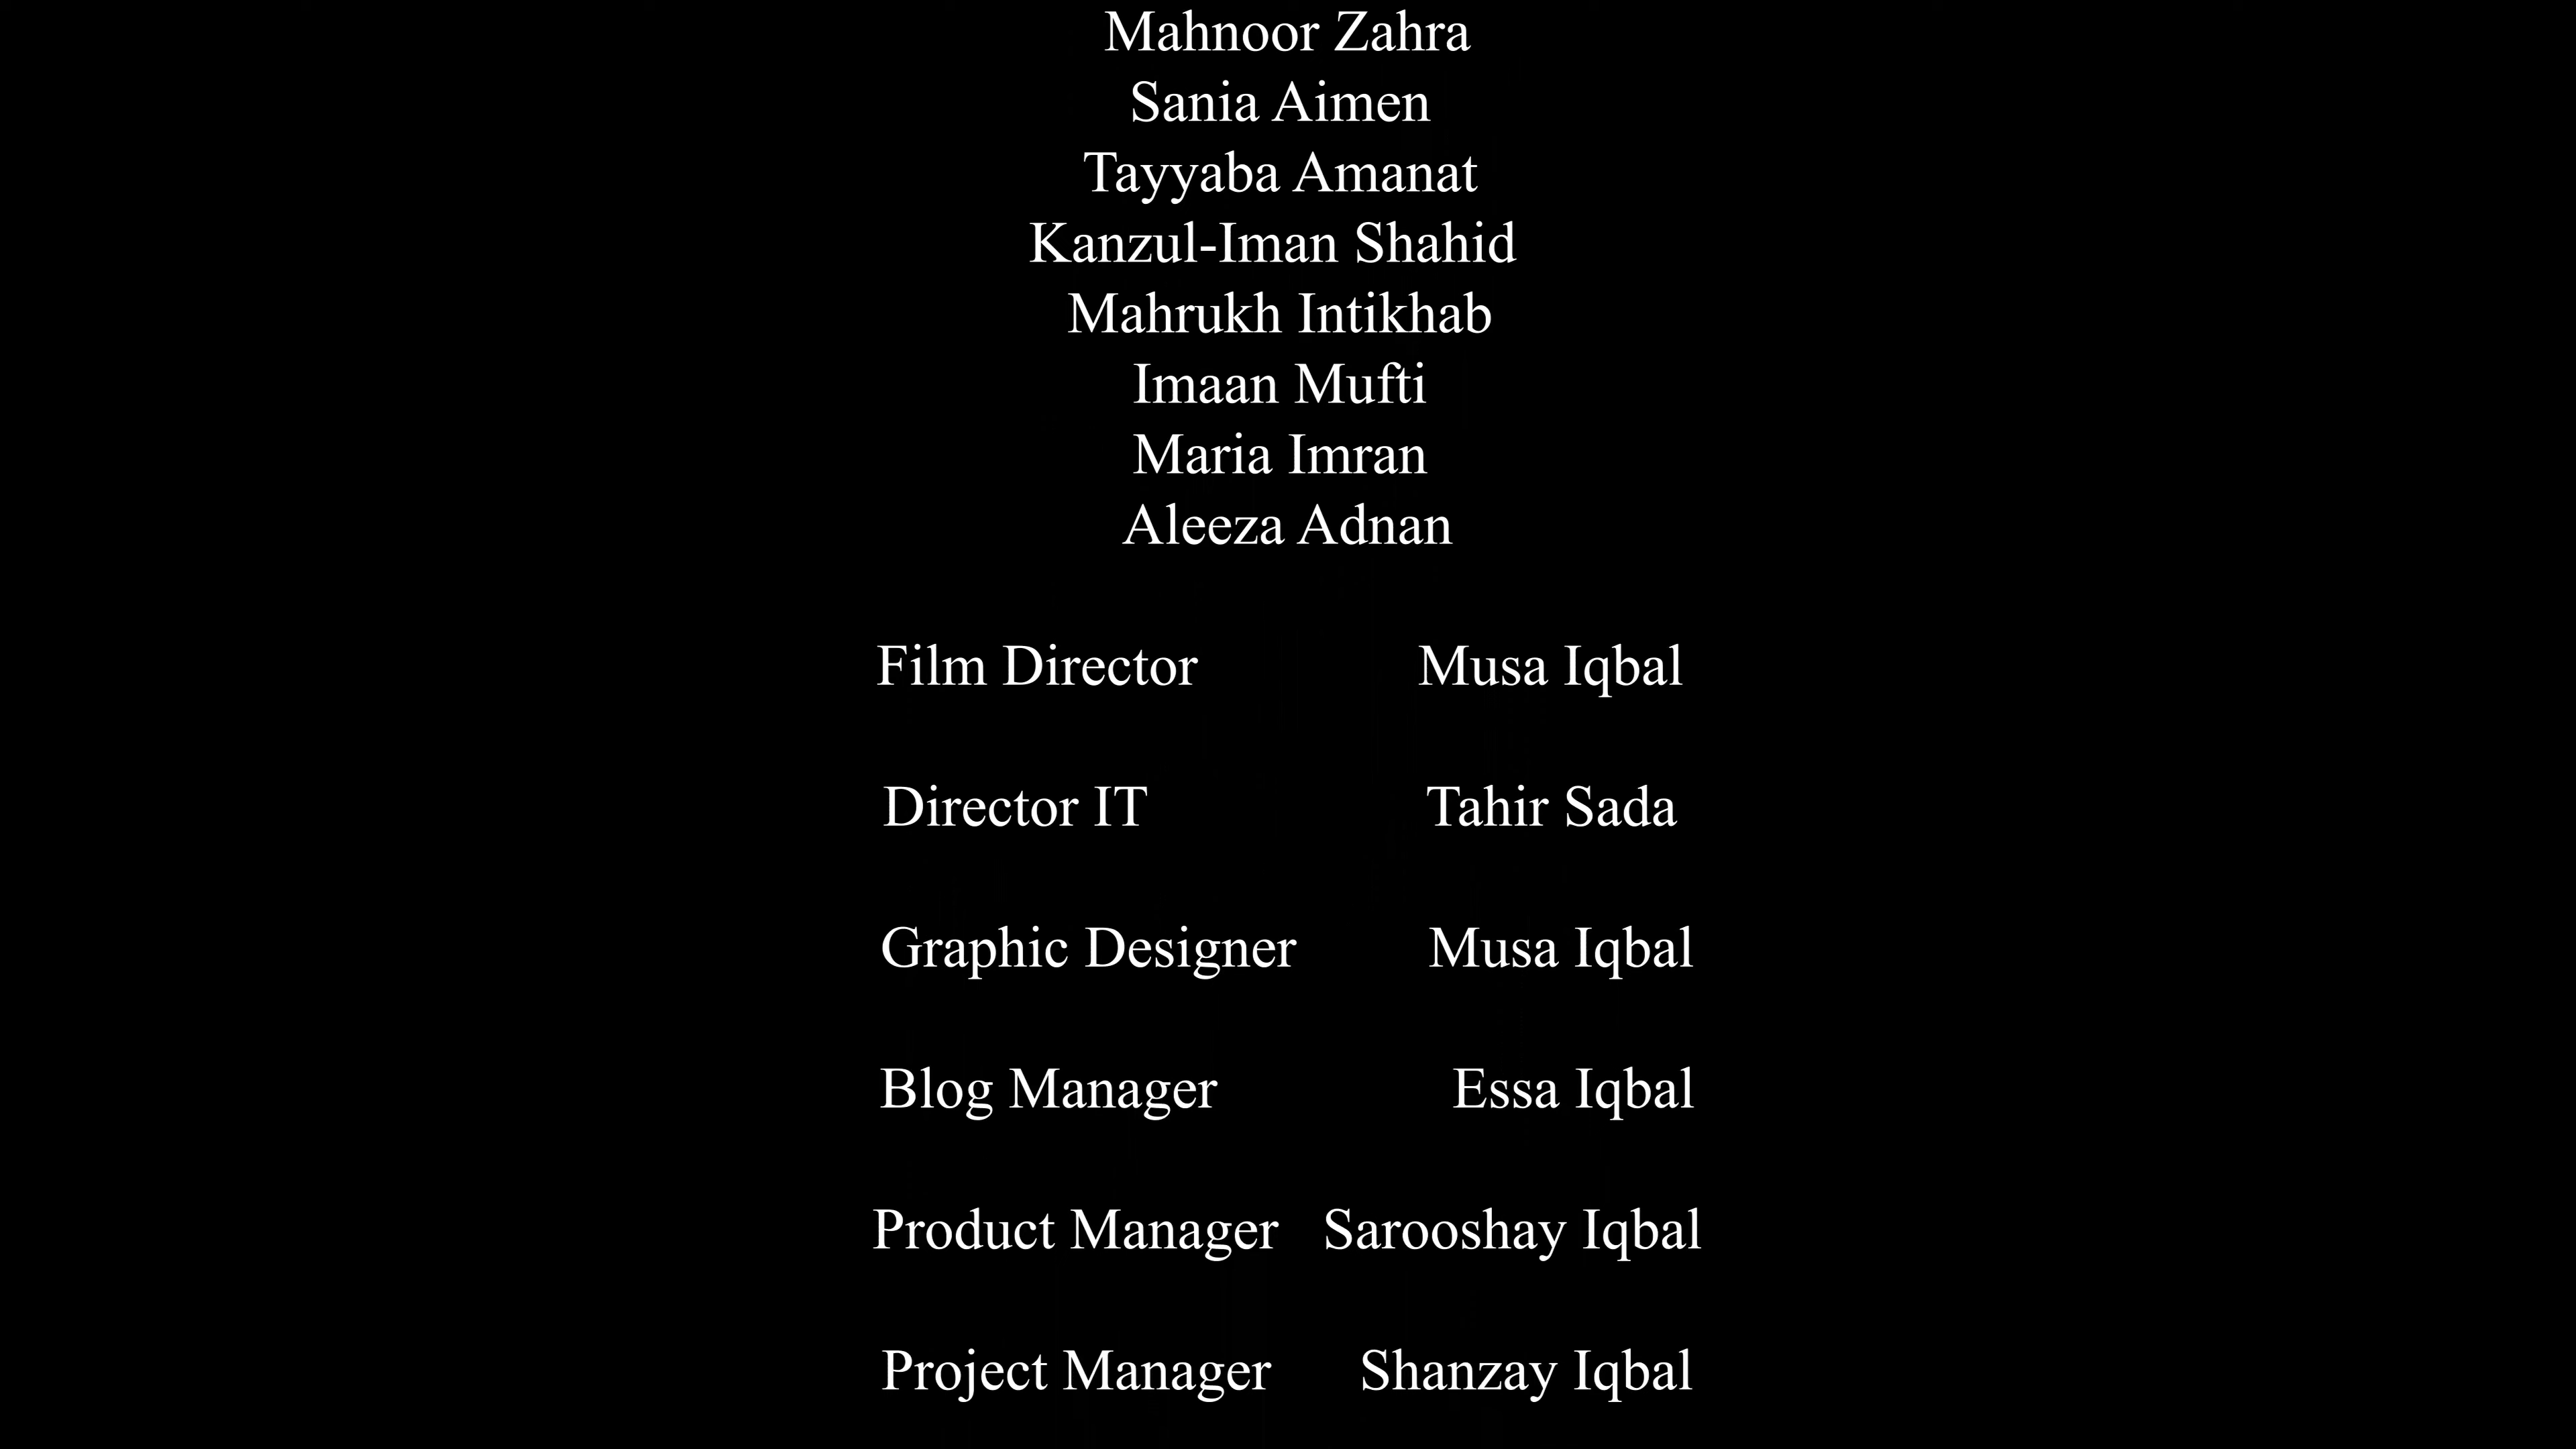 Mahnoor Zahra
Sania Aimen
Tayyaba Amanat
Kanzul-Iman Shahid
Mahrukh Intikhab
Imaan Mufti
Maria Imran
Aleeza Adnan
Film Director Musa Iqbal
Director IT Tahir Sada
Graphic Designer Musa Iqbal
Blog Manager Essa Iqbal
Product Manager Sarooshay Iqbal
Project Manager Shanzay Iqbal